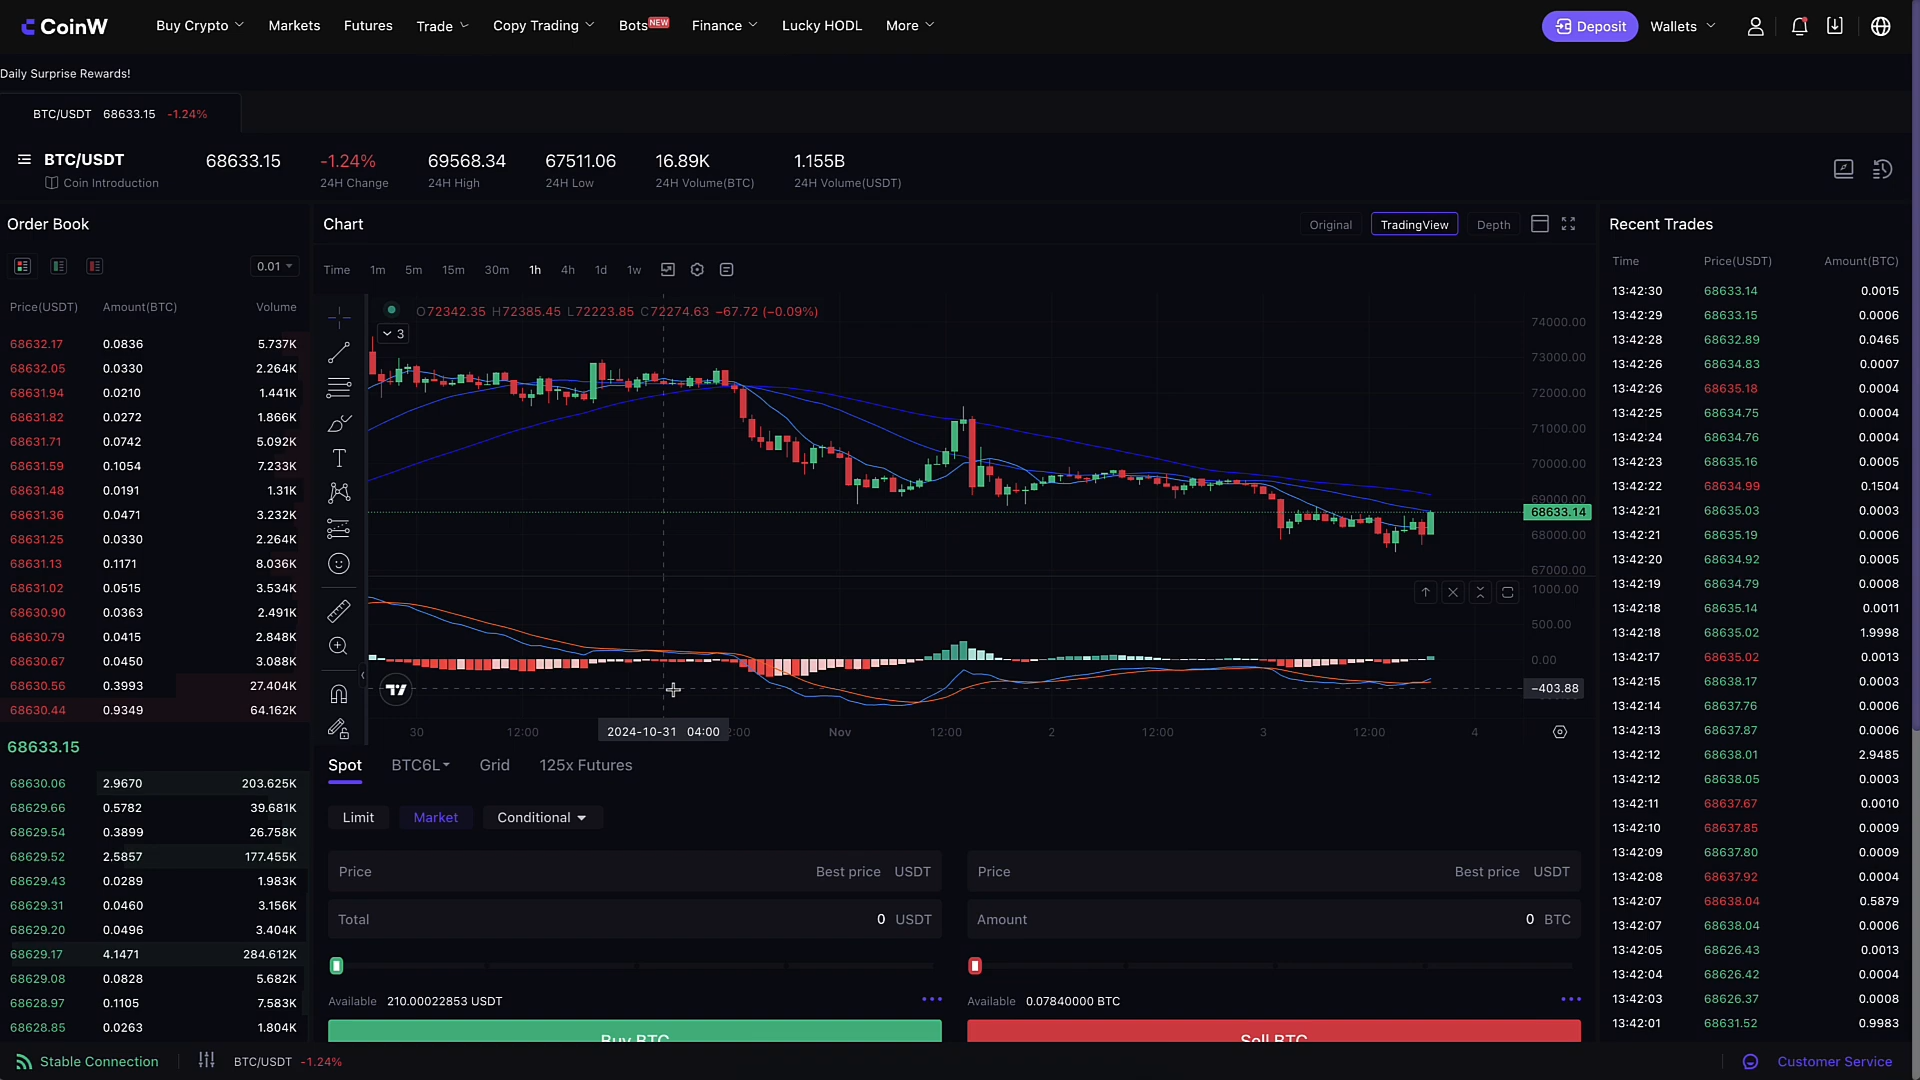 CoinW
Buy Crypto
Markets
Futures
Trade
Copy Trading
Bots NEW
Finance
Lucky HODL
More
Deposit
Wallets
Daily Surprise Rewards!
BTC/USDT 68633.15 -1.24%
BTC/USDT
Coin Introduction
68633.15
-1.24%
24H Change
69568.34
24H High
67511.06
24H Low
16.89K
24H Volume(BTC)
1.155B
24H Volume(USDT)
Order Book
0.01
Price(USDT) Amount(BTC) Volume
68632.17 0.0836 5.737K
68632.05 0.0330 2.264K
68631.94 0.0210 1.441K
68631.82 0.0272 1.866K
68631.71 0.0742 5.092K
68631.59 0.1054 7.233K
68631.48 0.0191 1.31K
68631.36 0.0471 3.232K
68631.25 0.0330 2.264K
68631.13 0.1171 8.036K
68631.02 0.0515 3.534K
68630.90 0.0363 2.491K
68630.79 0.0415 2.848K
68630.67 0.0450 3.088K
68630.56 0.3993 27.404K
68630.44 0.9349 64.162K
68633.15
68630.06 2.9670 203.625K
68629.66 0.5782 39.681K
68629.54 0.3899 26.758K
68629.52 2.5857 177.455K
68629.43 0.0289 1.983K
68629.31 0.0460 3.156K
68629.20 0.0496 3.404K
68629.17 4.1471 284.612K
68629.08 0.0828 5.682K
68628.97 0.1105 7.583K
68628.85 0.0263 1.804K
Chart
Original
TradingView
Depth
Time 1m 5m 15m 30m 1h 4h 1d 1w
O72342.35 H72385.45 L72223.85 C72274.63 −67.72 (−0.09%)
3
74000.00
73000.00
72000.00
71000.00
70000.00
69000.00
68633.14
68000.00
67000.00
1000.00
500.00
0.00
−403.88
30 12:00 2024-10-31 04:00 2:00 Nov 12:00 2 12:00 3 12:00 4
Spot
BTC6L
Grid
125x Futures
Limit
Market
Conditional
Price Best price USDT
Total 0 USDT
Available 210.00022853 USDT
Buy BTC
Price Best price USDT
Amount 0 BTC
Available 0.07840000 BTC
Sell BTC
Recent Trades
Time Price(USDT) Amount(BTC)
13:42:30 68633.14 0.0015
13:42:29 68633.15 0.0006
13:42:28 68632.89 0.0465
13:42:26 68634.83 0.0007
13:42:26 68635.18 0.0004
13:42:25 68634.75 0.0004
13:42:24 68634.76 0.0004
13:42:23 68635.16 0.0005
13:42:22 68634.99 0.1504
13:42:21 68635.03 0.0003
13:42:21 68635.19 0.0006
13:42:20 68634.92 0.0005
13:42:19 68634.79 0.0008
13:42:18 68635.14 0.0011
13:42:18 68635.02 1.9998
13:42:17 68635.02 0.0013
13:42:15 68638.17 0.0003
13:42:14 68637.76 0.0006
13:42:13 68637.87 0.0006
13:42:12 68638.01 2.9485
13:42:12 68638.05 0.0003
13:42:11 68637.67 0.0010
13:42:10 68637.85 0.0009
13:42:09 68637.80 0.0009
13:42:08 68637.92 0.0004
13:42:07 68638.04 0.5879
13:42:07 68638.04 0.0006
13:42:05 68626.43 0.0013
13:42:04 68626.42 0.0004
13:42:03 68626.37 0.0008
13:42:01 68631.52 0.9983
Stable Connection
BTC/USDT -1.24%
Customer Service